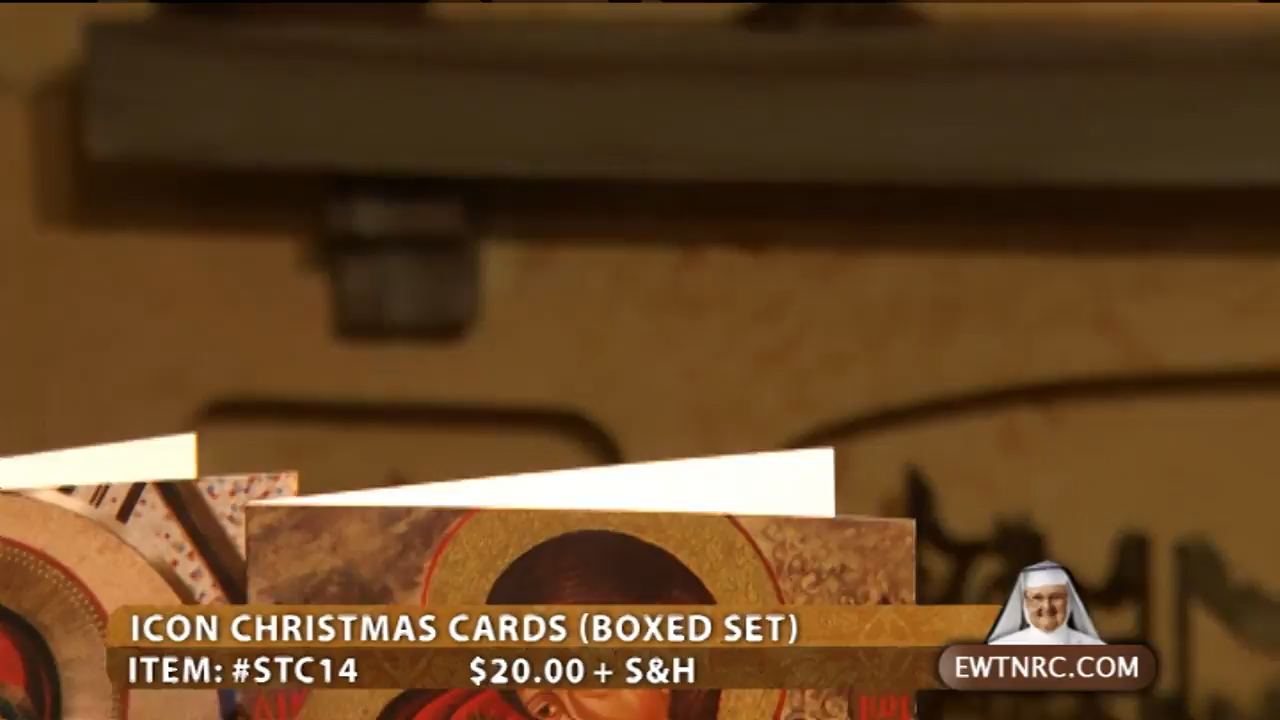 ICON CHRISTMAS CARDS (BOXED SET)
ITEM: #STC14 $20.00 + S&H
EWTNRC.COM